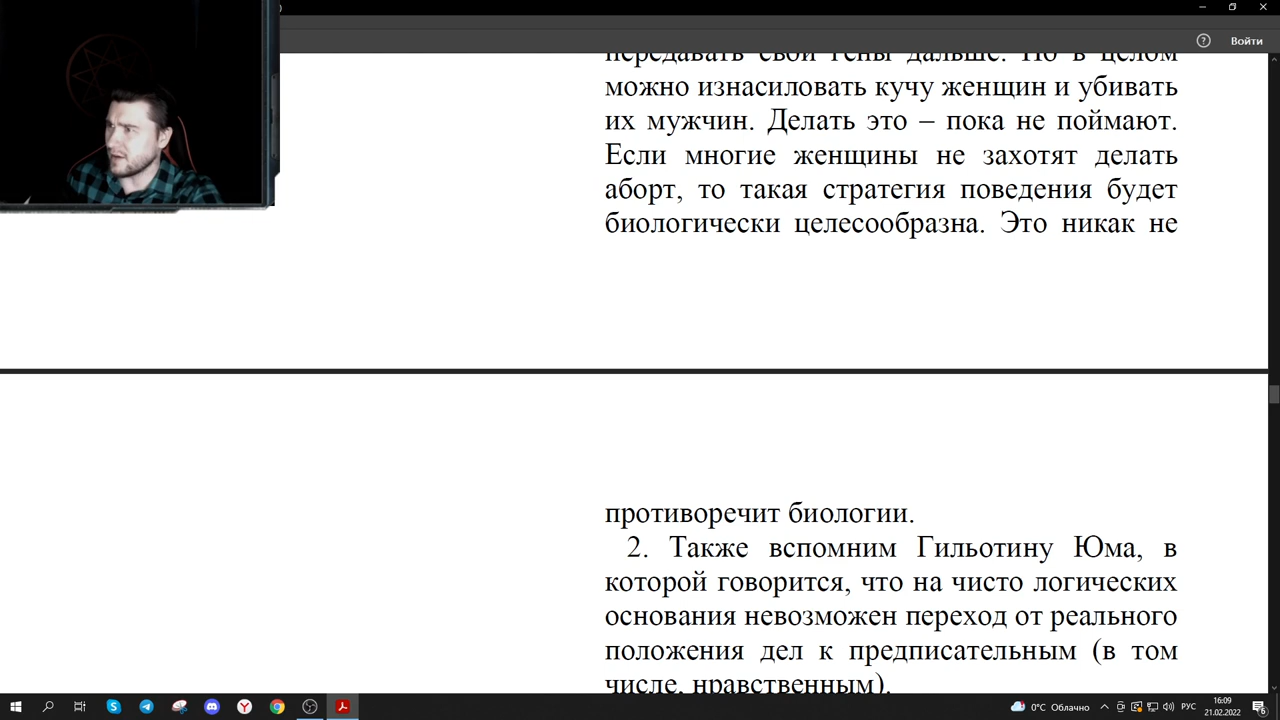 Войти
передавать свои гены дальше. Но в целом
можно изнасиловать кучу женщин и убивать
их мужчин. Делать это – пока не поймают.
Если многие женщины не захотят делать
аборт, то такая стратегия поведения будет
биологически целесообразна. Это никак не
противоречит биологии.
2. Также вспомним Гильотину Юма, в
которой говорится, что на чисто логических
основания невозможен переход от реального
положения дел к предписательным (в том
числе, нравственным).
0°C Облачно
РУС
16:09
21.02.2022
6